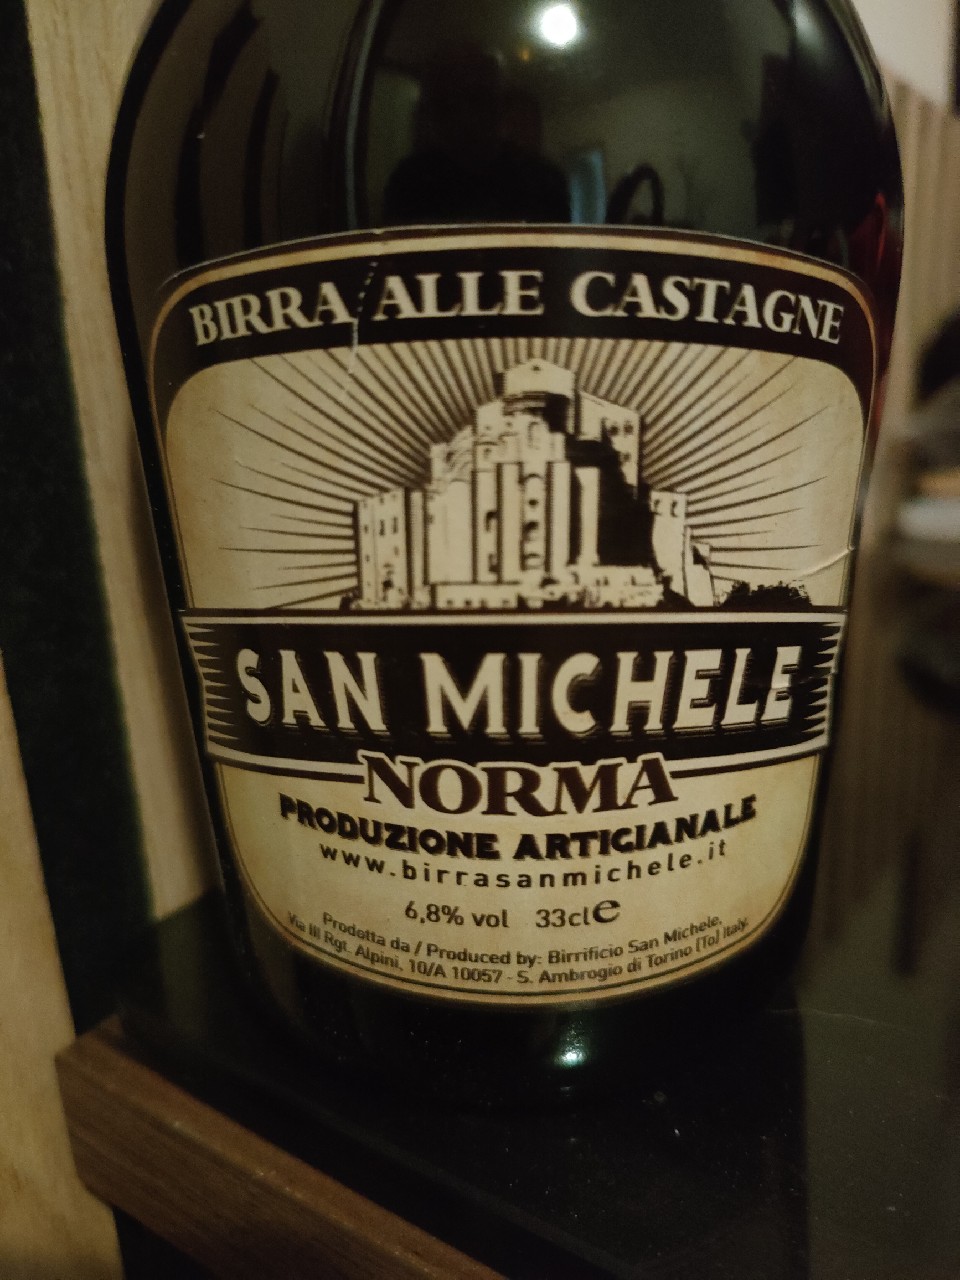 BIRRA ALLE CASTAGNE
SAN MICHELE
NORMA
PRODUZIONE ARTIGIANALE
www.birrasanmichele.it
6,8% vol 33cl e
Prodotta da / Produced by: Birrificio San Michele,
Via III Rgt. Alpini, 10/A 10057 - S. Ambrogio di Torino (To) Italy.